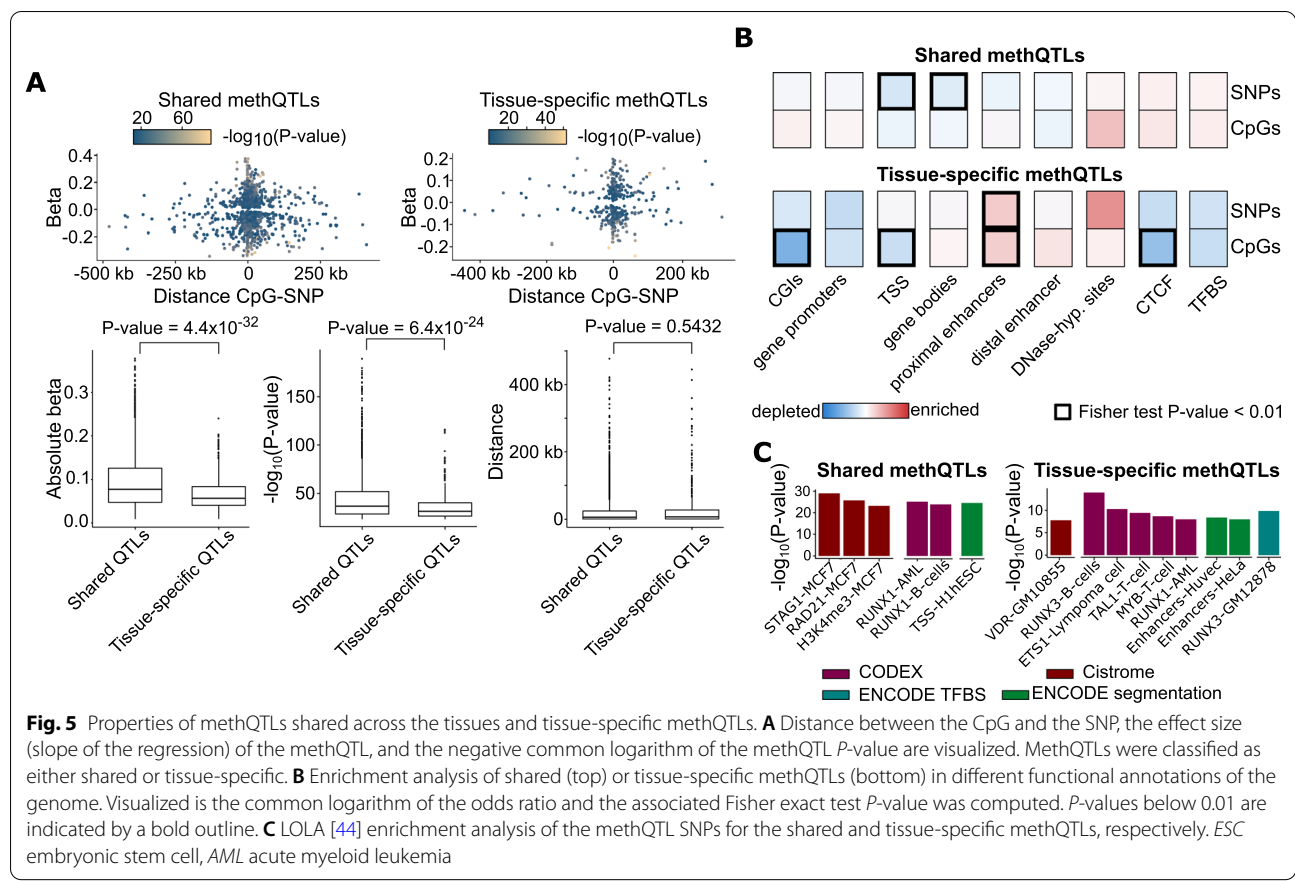 A
Shared methQTLs
20 60
-log10(P-value)
0.4
0.2
0.0
-0.2
Beta
-500 kb -250 kb 0 250 kb
Distance CpG-SNP
Tissue-specific methQTLs
20 40
-log10(P-value)
0.2
0.1
0.0
-0.1
-0.2
Beta
-400 kb -200 kb 0 200 kb
Distance CpG-SNP
P-value = 4.4x10-32
Absolute beta
0.3
0.2
0.1
0.0
Shared QTLs
Tissue-specific QTLs
P-value = 6.4x10-24
-log10(P-value)
150
100
50
Shared QTLs
Tissue-specific QTLs
P-value = 0.5432
Distance
400 kb
200 kb
0
Shared QTLs
Tissue-specific QTLs
B
Shared methQTLs
SNPs
CpGs
Tissue-specific methQTLs
SNPs
CpGs
CGIs
gene promoters
TSS
gene bodies
proximal enhancers
distal enhancer
DNase-hyp. sites
CTCF
TFBS
depleted enriched
Fisher test P-value < 0.01
C
Shared methQTLs
-log10(P-value)
30
20
10
0
STAG1-MCF7
RAD21-MCF7
H3K4me3-MCF7
RUNX1-AML
RUNX1-B-cells
TSS-H1hESC
Tissue-specific methQTLs
-log10(P-value)
10
5
0
VDR-GM10855
RUNX3-B-cells
ETS1-Lympoma cell
TAL1-T-cell
MYB-T-cell
RUNX1-AML
Enhancers-Huvec
Enhancers-HeLa
RUNX3-GM12878
CODEX
Cistrome
ENCODE TFBS
ENCODE segmentation
Fig. 5 Properties of methQTLs shared across the tissues and tissue-specific methQTLs. A Distance between the CpG and the SNP, the effect size
(slope of the regression) of the methQTL, and the negative common logarithm of the methQTL P-value are visualized. MethQTLs were classified as
either shared or tissue-specific. B Enrichment analysis of shared (top) or tissue-specific methQTLs (bottom) in different functional annotations of the
genome. Visualized is the common logarithm of the odds ratio and the associated Fisher exact test P-value was computed. P-values below 0.01 are
indicated by a bold outline. C LOLA [44] enrichment analysis of the methQTL SNPs for the shared and tissue-specific methQTLs, respectively. ESC
embryonic stem cell, AML acute myeloid leukemia